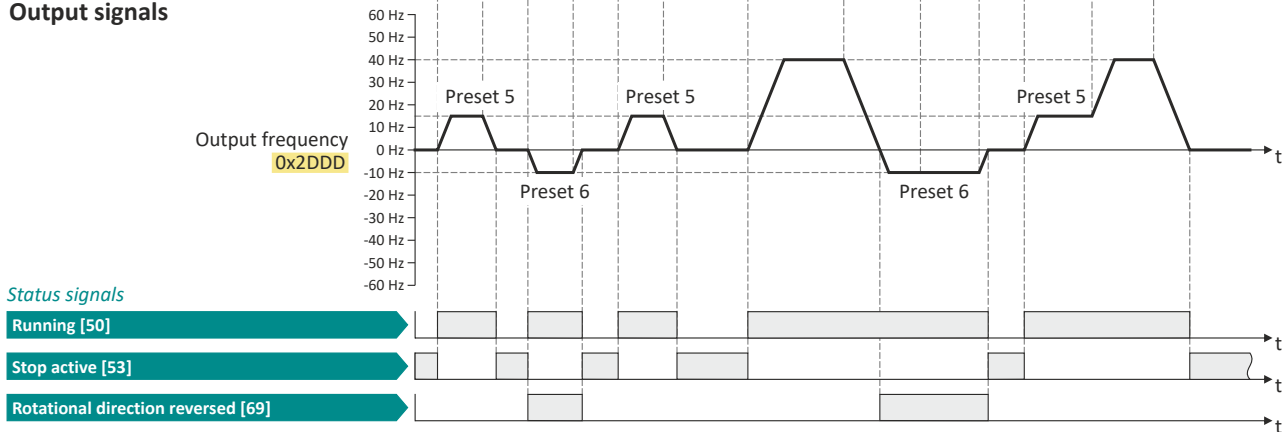 Output signals
60 Hz
50 Hz
40 Hz
30 Hz
20 Hz
10 Hz
0 Hz
-10 Hz
-20 Hz
-30 Hz
-40 Hz
-50 Hz
-60 Hz
Output frequency
0x2DDD
Preset 5
Preset 5
Preset 5
Preset 6
Preset 6
t
Status signals
Running [50]
t
Stop active [53]
t
Rotational direction reversed [69]
t